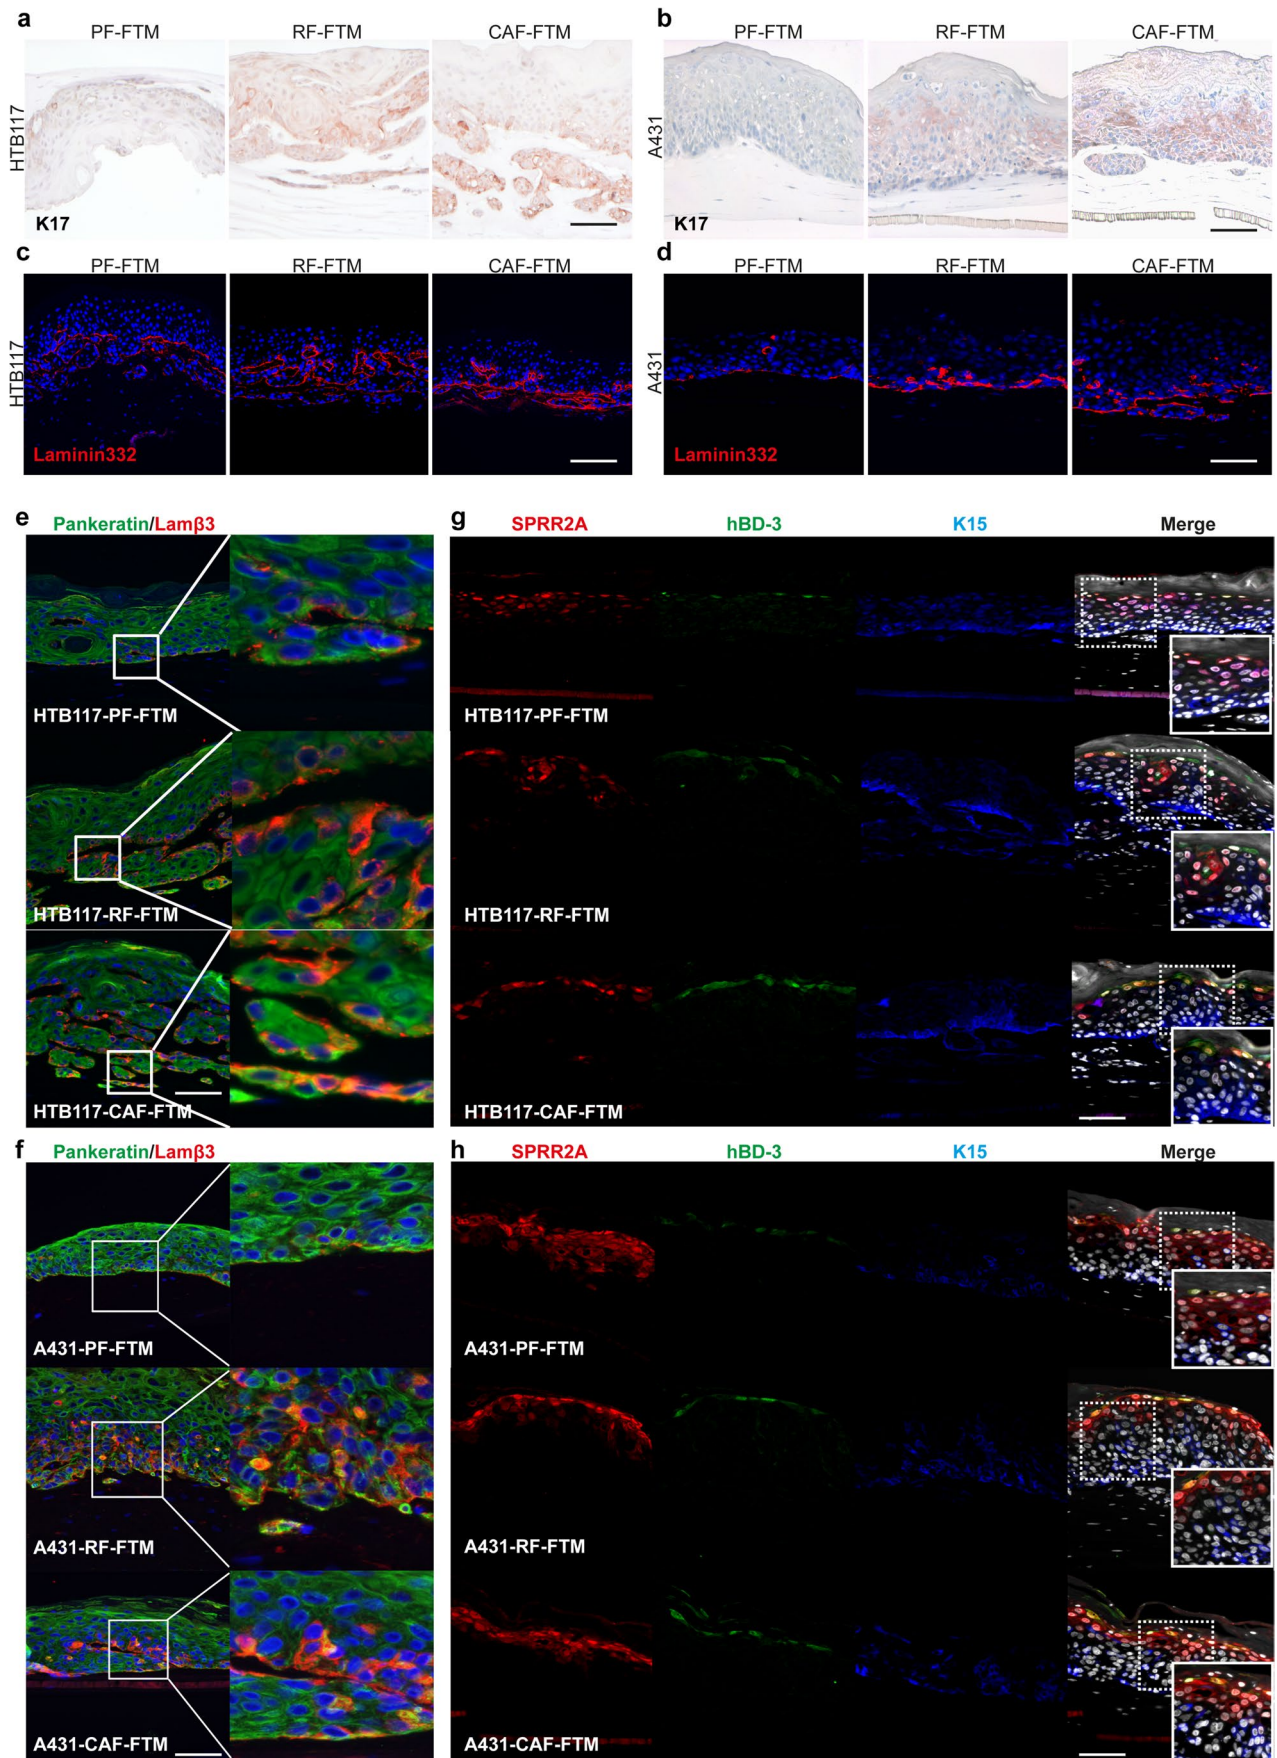 a
PF-FTM RF-FTM CAF-FTM
HTB117
K17
b
PF-FTM RF-FTM CAF-FTM
A431
K17
c
PF-FTM RF-FTM CAF-FTM
HTB117
Laminin332
d
PF-FTM RF-FTM CAF-FTM
A431
Laminin332
e
Pankeratin/Lamβ3
HTB117-PF-FTM
HTB117-RF-FTM
HTB117-CAF-FTM
g
SPRR2A hBD-3 K15 Merge
HTB117-PF-FTM
HTB117-RF-FTM
HTB117-CAF-FTM
f
Pankeratin/Lamβ3
A431-PF-FTM
A431-RF-FTM
A431-CAF-FTM
h
SPRR2A hBD-3 K15 Merge
A431-PF-FTM
A431-RF-FTM
A431-CAF-FTM